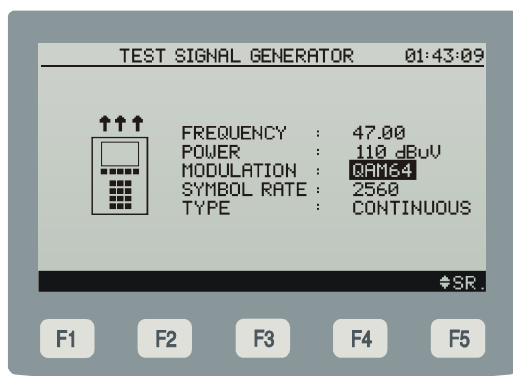 TEST SIGNAL GENERATOR 01:43:09
FREQUENCY : 47.00
POWER : 110 dBuV
MODULATION : QAM64
SYMBOL RATE : 2560
TYPE : CONTINUOUS
SR.
F1 F2 F3 F4 F5